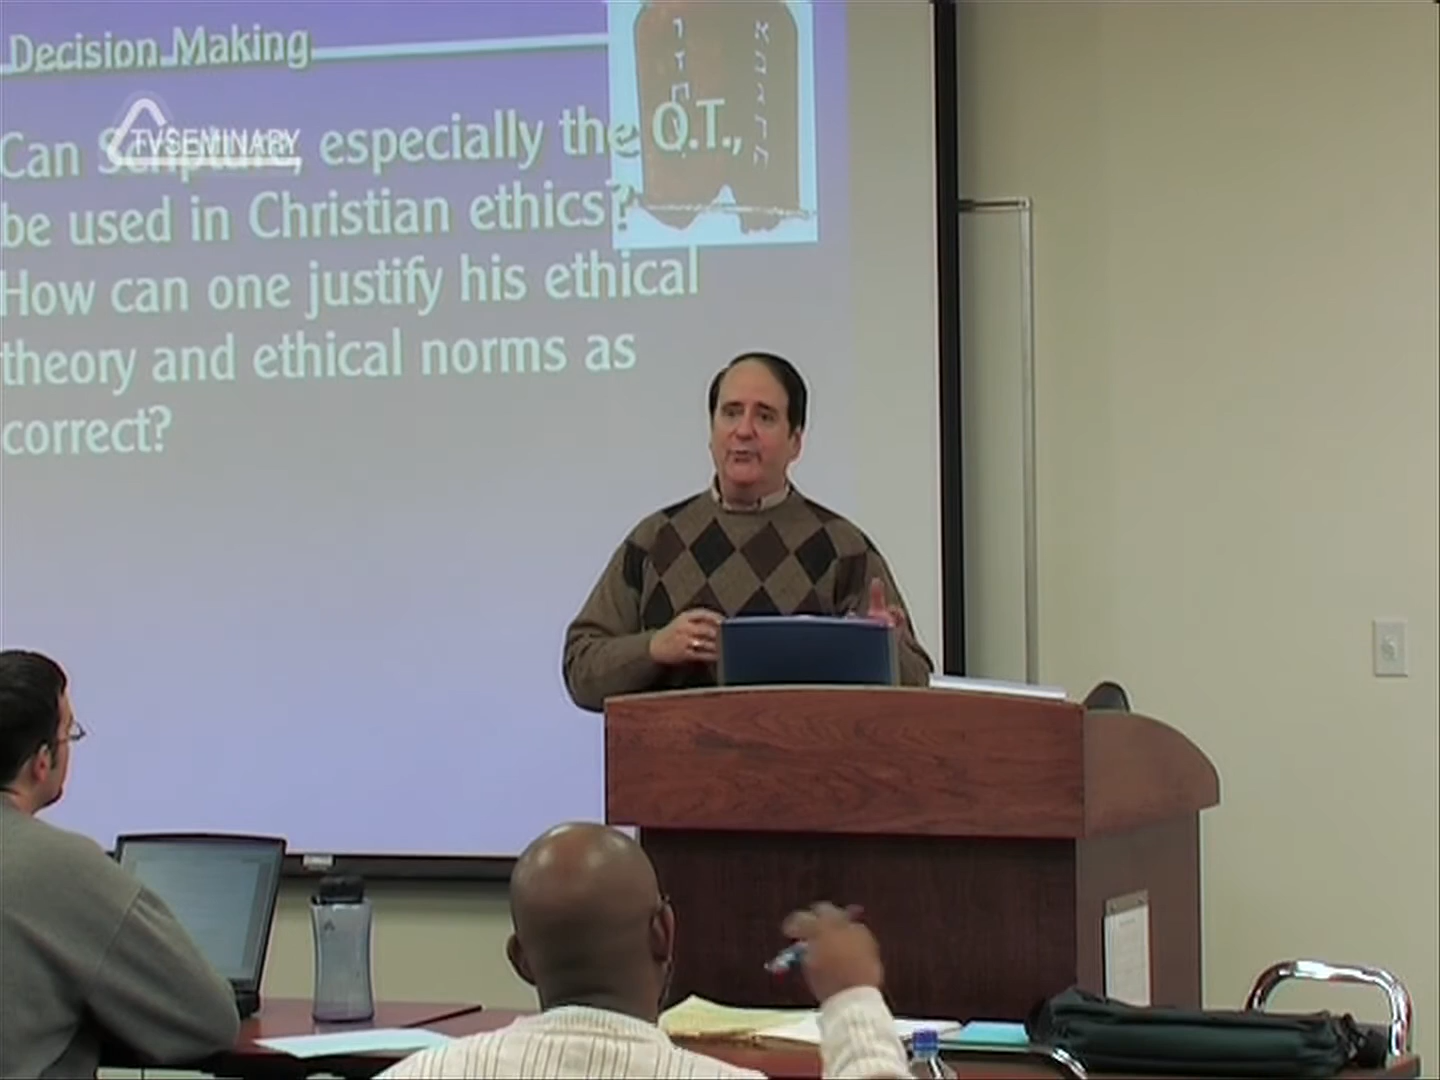 Decision Making
TVSEMINARY
Can Scripture, especially the O.T.,
be used in Christian ethics?
How can one justify his ethical
theory and ethical norms as
correct?